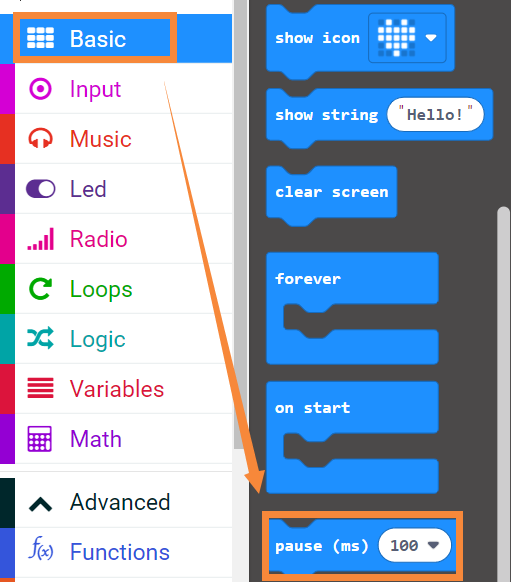 Basic
Input
Music
Led
Radio
Loops
Logic
Variables
Math
Advanced
f(x) Functions
show icon
show string "Hello!"
clear screen
forever
on start
pause (ms) 100